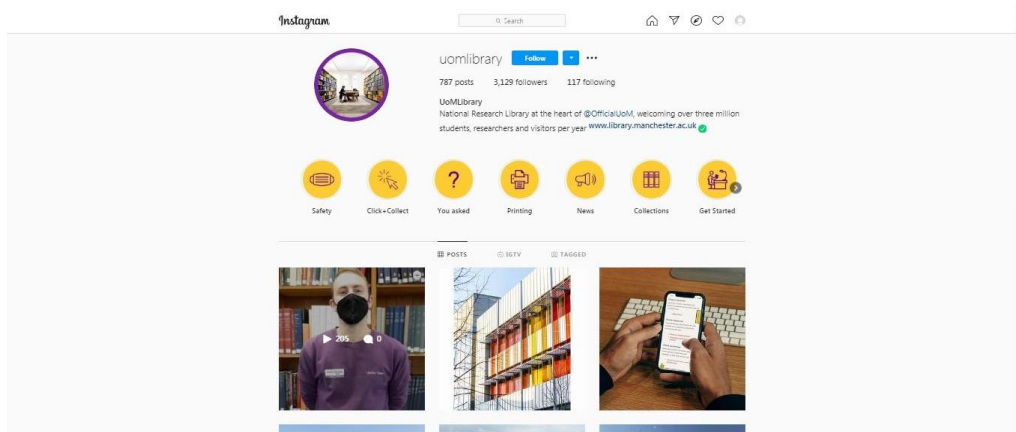 Instagram
Search
uomlibrary Follow
787 posts 3,129 followers 117 following
UoMLibrary
National Research Library at the heart of @OfficialUoM, welcoming over three million
students, researchers and visitors per year www.library.manchester.ac.uk
Safety Click+Collect You asked Printing News Collections Get Started
POSTS IGTV TAGGED
205 0